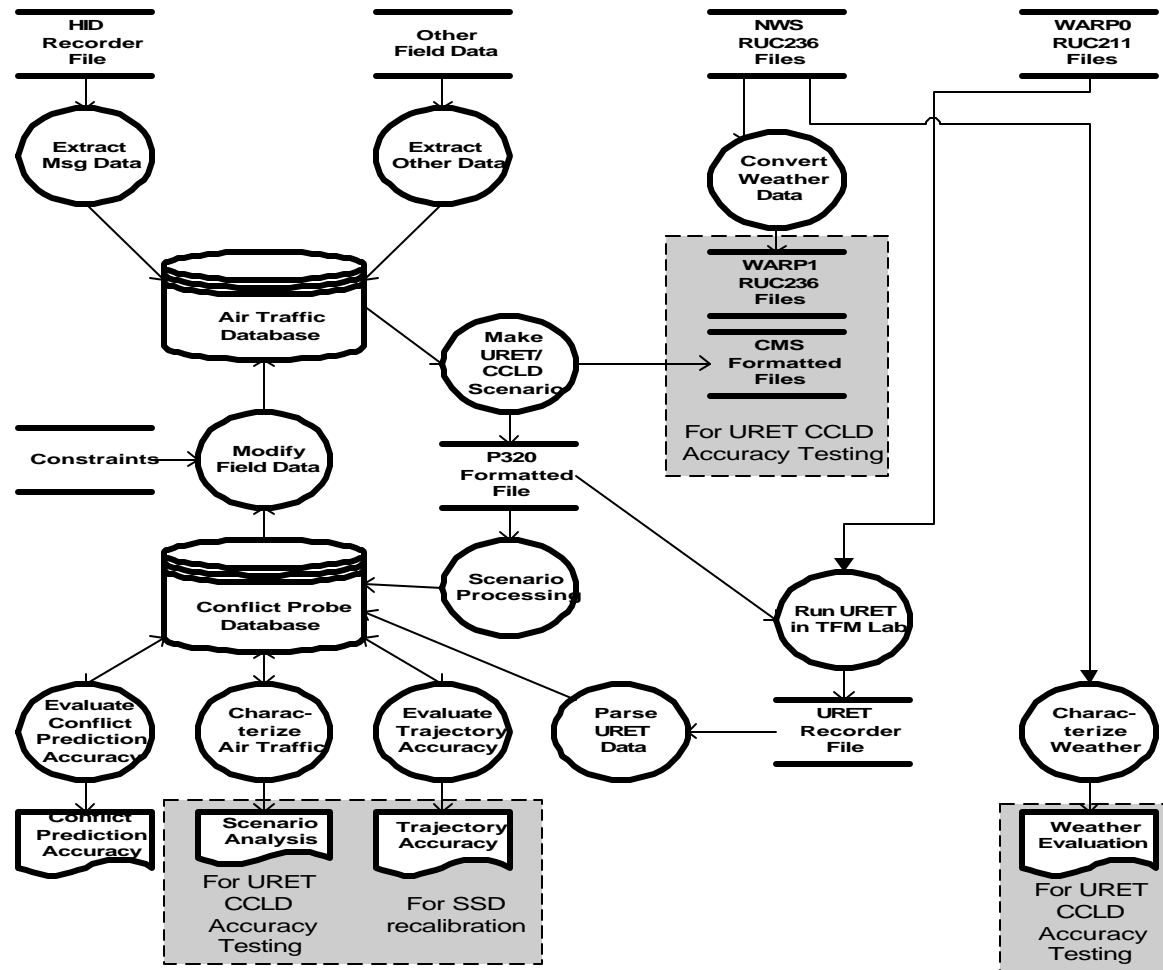 HID
Recorder
File
Other
Field Data
NWS
RUC236
Files
WARP0
RUC211
Files
Extract
Msg Data
Extract
Other Data
Convert
Weather
Data
WARP1
RUC236
Files
Air Traffic
Database
Make
URET/
CCLD
Scenario
CMS
Formatted
Files
For URET CCLD
Accuracy Testing
Constraints
Modify
Field Data
P320
Formatted
File
Scenario
Processing
Conflict Probe
Database
Run URET
in TFM Lab
Evaluate
Conflict
Prediction
Accuracy
Charac-
terize
Air Traffic
Evaluate
Trajectory
Accuracy
Parse
URET
Data
URET
Recorder
File
Charac-
terize
Weather
Conflict
Prediction
Accuracy
Scenario
Analysis
Trajectory
Accuracy
Weather
Evaluation
For URET
CCLD
Accuracy
Testing
For SSD
recalibration
For URET
CCLD
Accuracy
Testing